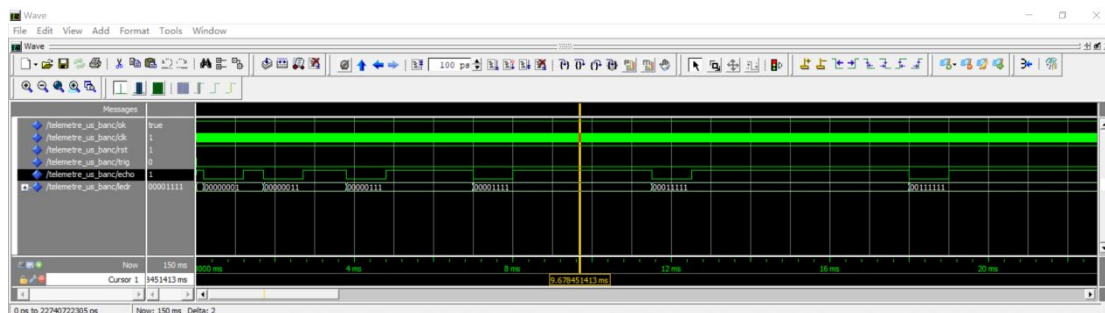 Wave
File Edit View Add Format Tools Window
Wave
100 ps
Messages
/telemetre_us_banc/ok true
/telemetre_us_banc/clk 1
/telemetre_us_banc/rst 1
/telemetre_us_banc/trig 0
/telemetre_us_banc/echo 1
/telemetre_us_banc/ledr 00001111 00000001 00000011 00000111 00001111 00011111 00111111
Now 150 ms 0000 ms 4 ms 8 ms 12 ms 16 ms 20 ms
Cursor 1 9451413 ms 9.678451413 ms
0 ps to 22740722305 ps Now: 150 ms Delta: 2